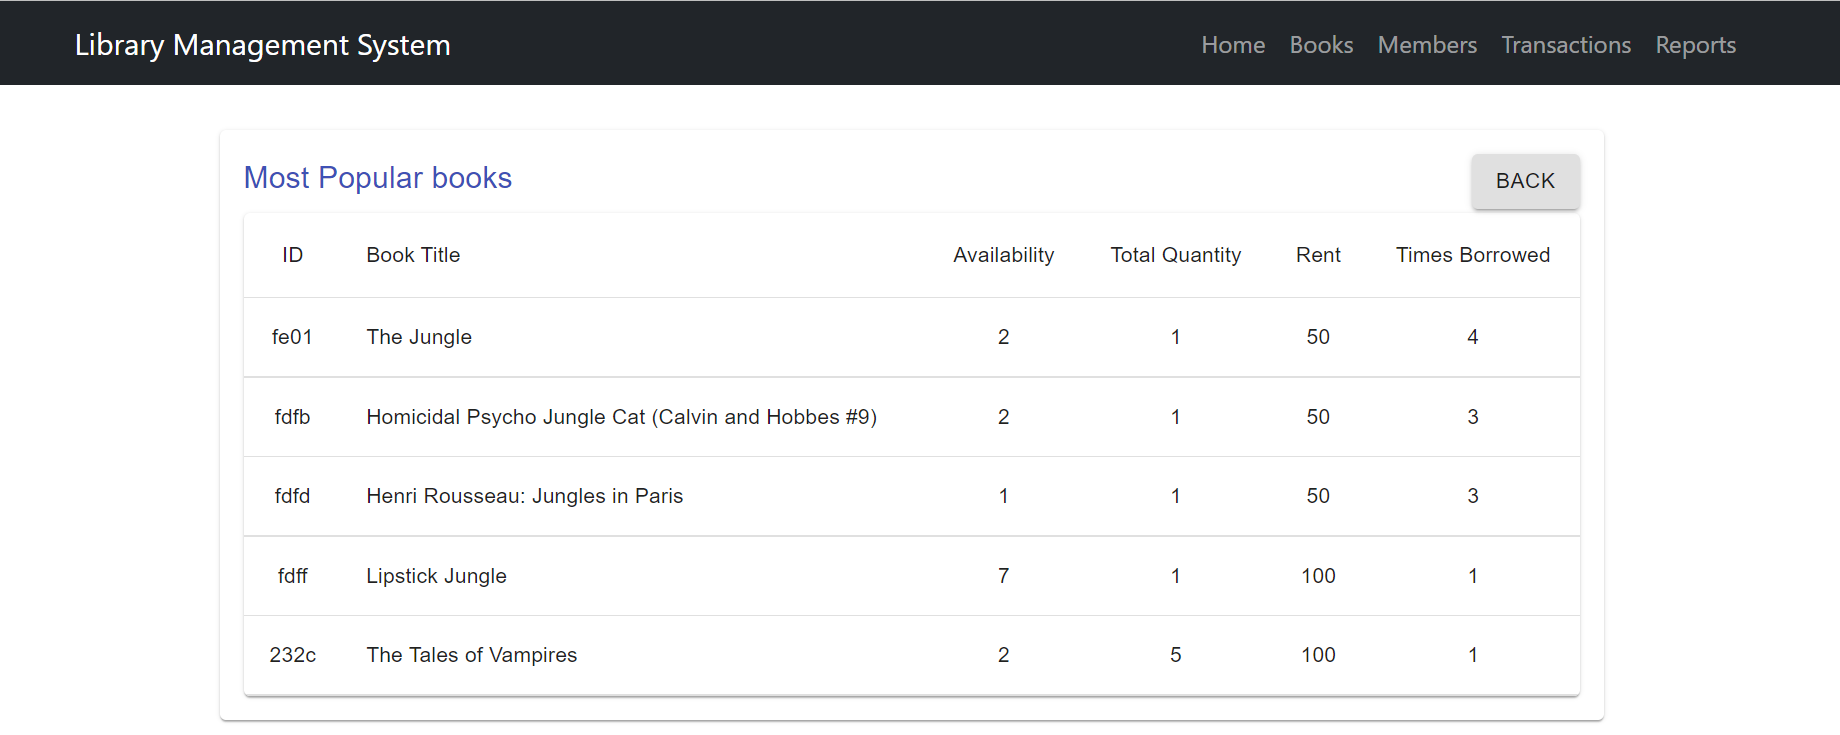 Library Management System Home Books Members Transactions Reports
Most Popular books BACK
ID Book Title Availability Total Quantity Rent Times Borrowed
fe01 The Jungle 2 1 50 4
fdfb Homicidal Psycho Jungle Cat (Calvin and Hobbes #9) 2 1 50 3
fdfd Henri Rousseau: Jungles in Paris 1 1 50 3
fdff Lipstick Jungle 7 1 100 1
232c The Tales of Vampires 2 5 100 1